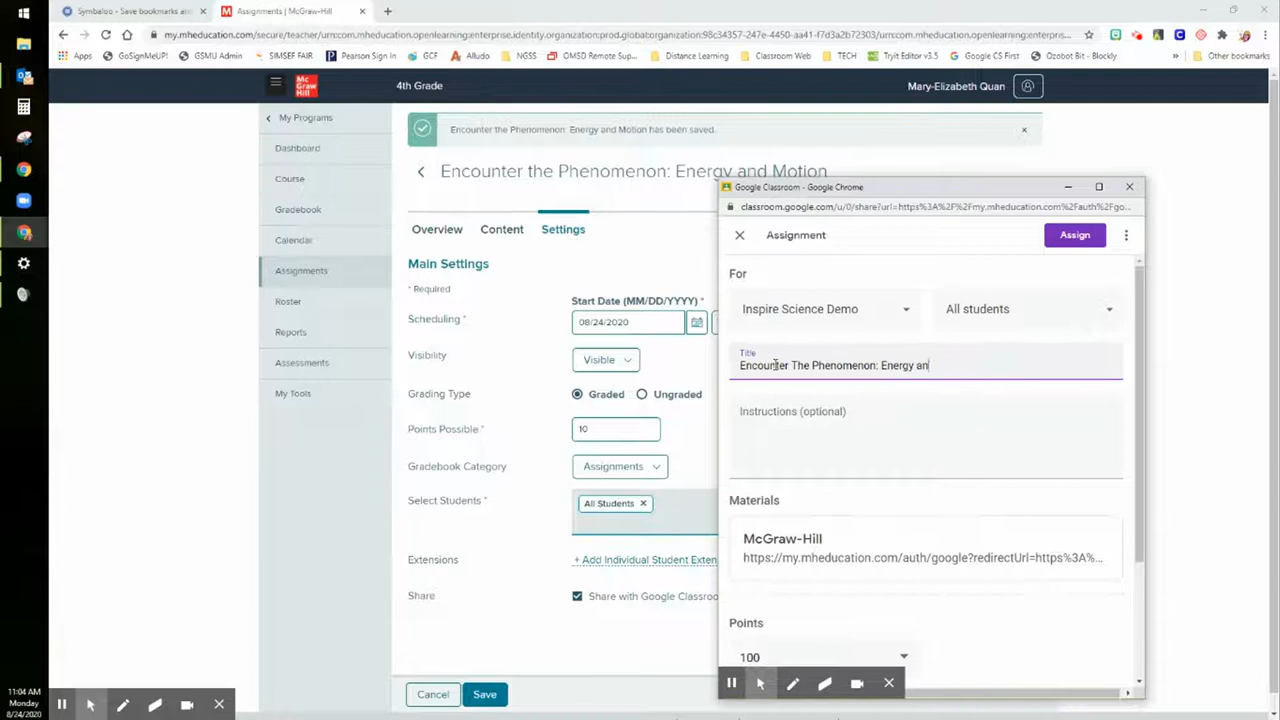 Symbaloo - Save bookmarks an
Assignments | McGraw-Hill
my.mheducation.com/secure/teacher/urn:com.mheducation.openlearning:enterprise.identity.organization:prod.global:organization:98c34357-247e-4450-aa41-f7d3a2b72303/urn:com.mheducation.openlearning:enterprise.roste...
Apps
GoSignMeUP!
GSMU Admin
SIMSEF FAIR
Pearson Sign In
GCF
Alludo
NGSS
OMSD Remote Sup...
Distance Learning
Classroom Web
TECH
TryIt Editor v3.5
Google CS First
Ozobot Bit - Blockly
»
Other bookmarks
Mc Graw Hill
4th Grade
Mary-Elizabeth Quan
My Programs
Dashboard
Course
Gradebook
Calendar
Assignments
Roster
Reports
Assessments
My Tools
Encounter the Phenomenon Energy and Motion has been saved.
Encounter the Phenomenon: Energy and Motion
Overview
Content
Settings
Main Settings
* Required
Start Date (MM/DD/YYYY) *
Scheduling *
08/24/2020
Visibility
Visible
Grading Type
Graded
Ungraded
Points Possible *
10
Gradebook Category
Assignments
Select Students *
All Students
Extensions
+ Add Individual Student Exten
Share
Share with Google Classroo
Cancel
Save
Google Classroom - Google Chrome
classroom.google.com/u/0/share?url=https%3A%2F%2Fmy.mheducation.com%2Fauth%2Fgo...
Assignment
Assign
For
Inspire Science Demo
All students
Title
Encounter The Phenomenon: Energy an
Instructions (optional)
Materials
McGraw-Hill
https://my.mheducation.com/auth/google?redirectUrl=https%3A%...
Points
100
11:04 AM
Monday
8/24/2020